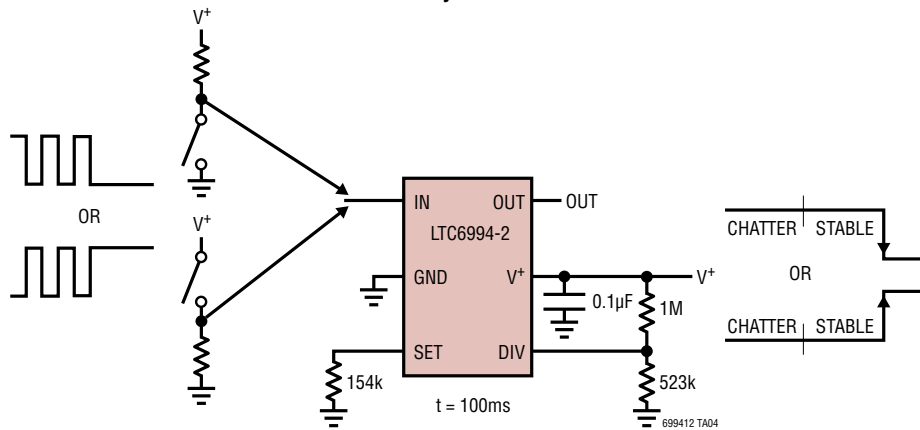 V+
OR
V+
IN
OUT
OUT
LTC6994-2
GND
V+
V+
0.1µF
1M
SET
DIV
154k
523k
t = 100ms
CHATTER
STABLE
OR
CHATTER
STABLE
699412 TA04